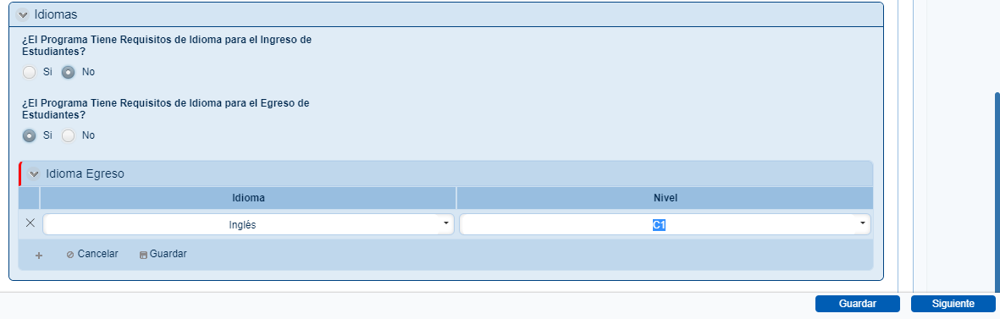 Idiomas
¿El Programa Tiene Requisitos de Idioma para el Ingreso de
Estudiantes?
Si No
¿El Programa Tiene Requisitos de Idioma para el Egreso de
Estudiantes?
Si No
Idioma Egreso
Idioma Nivel
Inglés C1
Cancelar Guardar
Guardar Siguiente